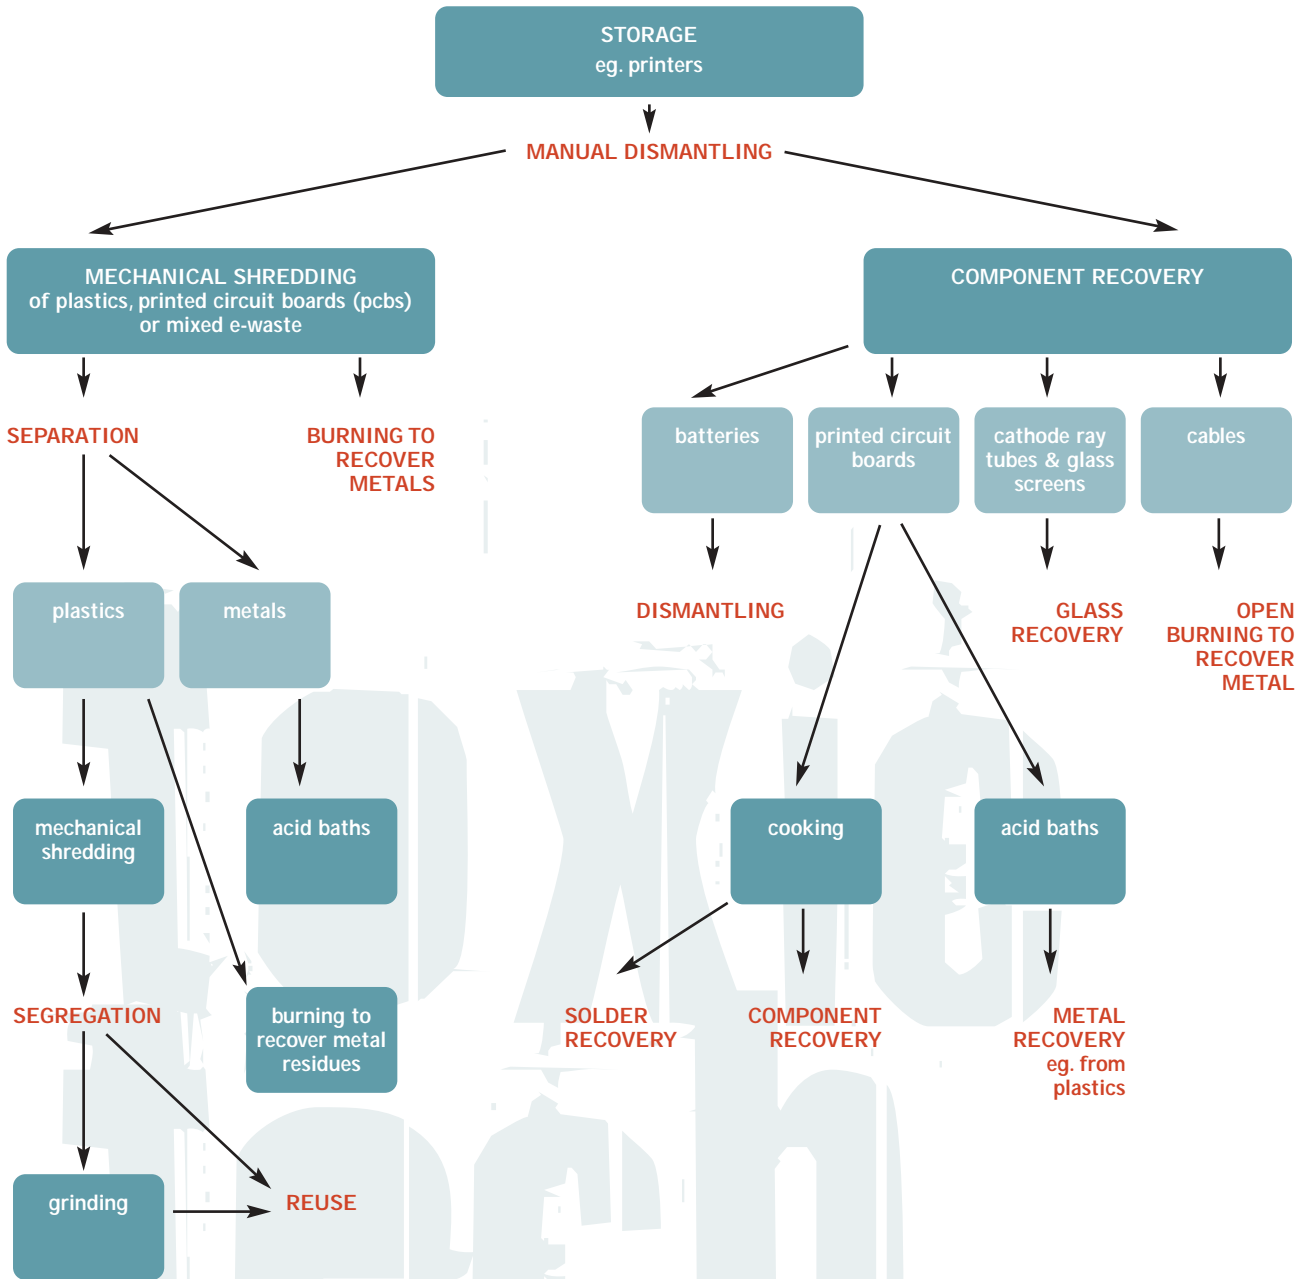 STORAGE
eg. printers
MANUAL DISMANTLING
MECHANICAL SHREDDING
of plastics, printed circuit boards (pcbs)
or mixed e-waste
COMPONENT RECOVERY
SEPARATION
BURNING TO
RECOVER
METALS
batteries
printed circuit
boards
cathode ray
tubes & glass
screens
cables
plastics
metals
DISMANTLING
GLASS
RECOVERY
OPEN
BURNING TO
RECOVER
METAL
mechanical
shredding
acid baths
cooking
acid baths
SEGREGATION
burning to
recover metal
residues
SOLDER
RECOVERY
COMPONENT
RECOVERY
METAL
RECOVERY
eg. from
plastics
grinding
REUSE
toxic
tech